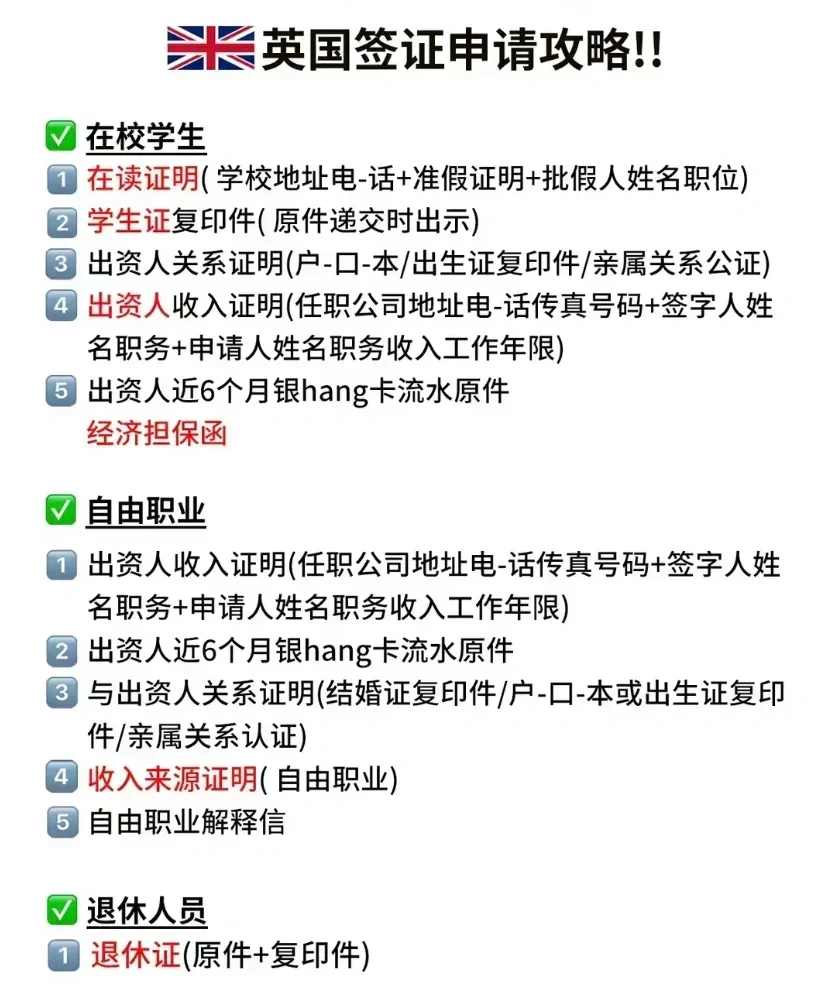 🇬🇧英国签证申请攻略!!
✅ 在校学生
1️⃣ 在读证明( 学校地址电-话+准假证明+批假人姓名职位)
2️⃣ 学生证复印件( 原件递交时出示)
3️⃣ 出资人关系证明(户-口-本/出生证复印件/亲属关系公证)
4️⃣ 出资人收入证明(任职公司地址电-话传真号码+签字人姓
名职务+申请人姓名职务收入工作年限)
5️⃣ 出资人近6个月银hang卡流水原件
经济担保函
✅ 自由职业
1️⃣ 出资人收入证明(任职公司地址电-话传真号码+签字人姓
名职务+申请人姓名职务收入工作年限)
2️⃣ 出资人近6个月银hang卡流水原件
3️⃣ 与出资人关系证明(结婚证复印件/户-口-本或出生证复印
件/亲属关系认证)
4️⃣ 收入来源证明( 自由职业)
5️⃣ 自由职业解释信
✅ 退休人员
1️⃣ 退休证(原件+复印件)